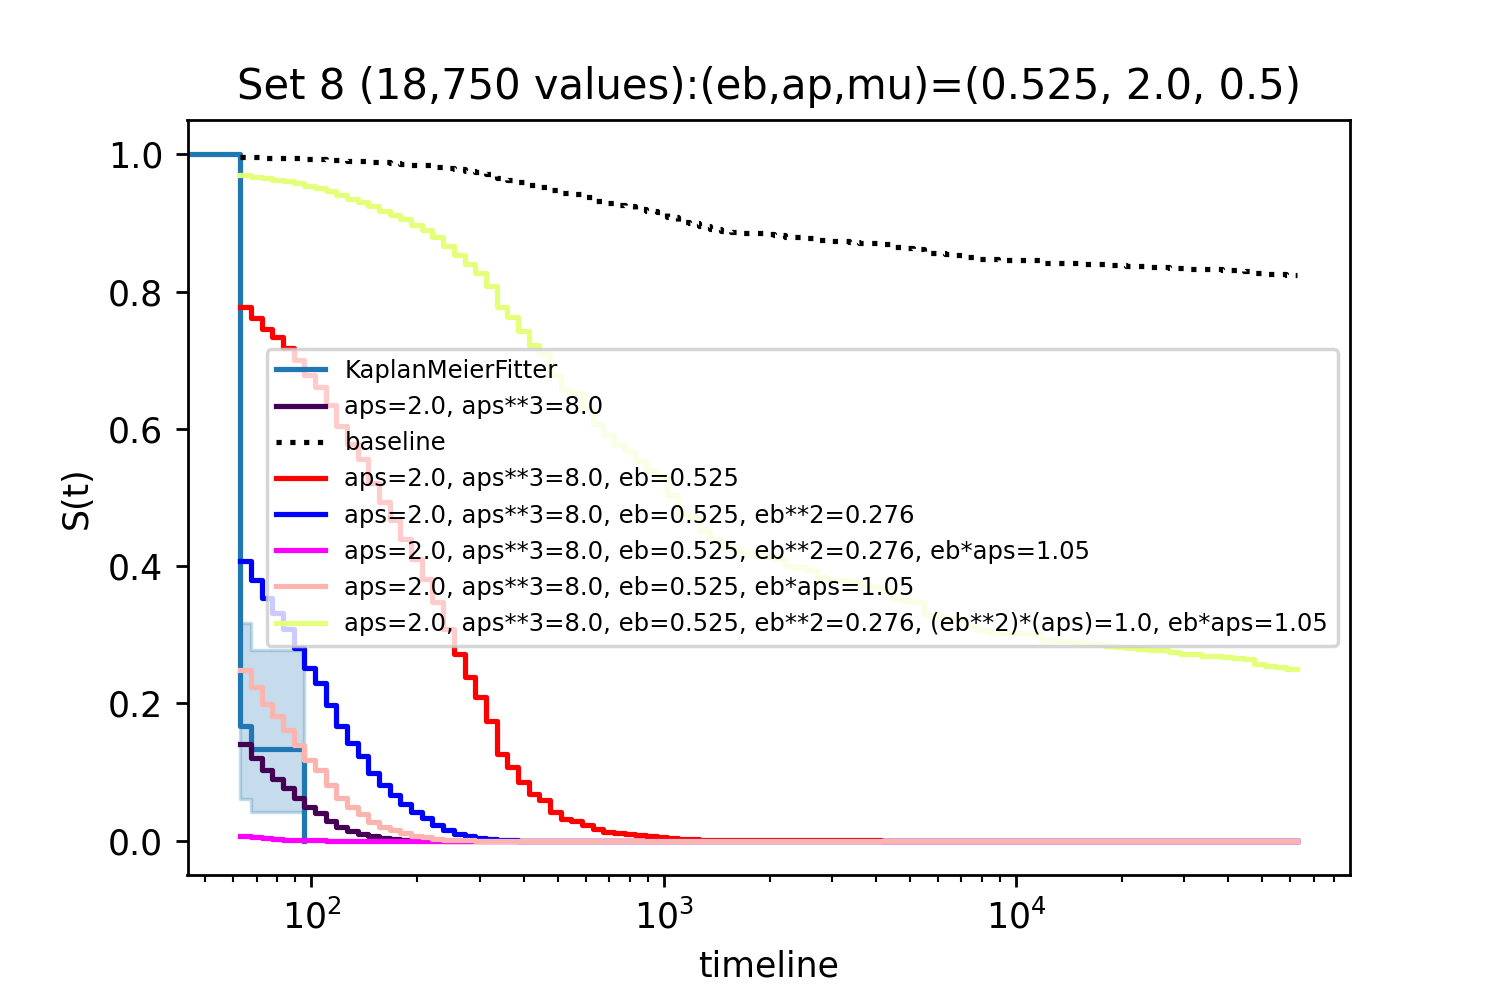 Set 8 (18,750 values):(eb,ap,mu)=(0.525, 2.0, 0.5)
S(t)
1.0
0.8
0.6
0.4
0.2
0.0
KaplanMeierFitter
aps=2.0, aps**3=8.0
baseline
aps=2.0, aps**3=8.0, eb=0.525
aps=2.0, aps**3=8.0, eb=0.525, eb**2=0.276
aps=2.0, aps**3=8.0, eb=0.525, eb**2=0.276, eb*aps=1.05
aps=2.0, aps**3=8.0, eb=0.525, eb*aps=1.05
aps=2.0, aps**3=8.0, eb=0.525, eb**2=0.276, (eb**2)*(aps)=1.0, eb*aps=1.05
10² 10³ 10⁴
timeline